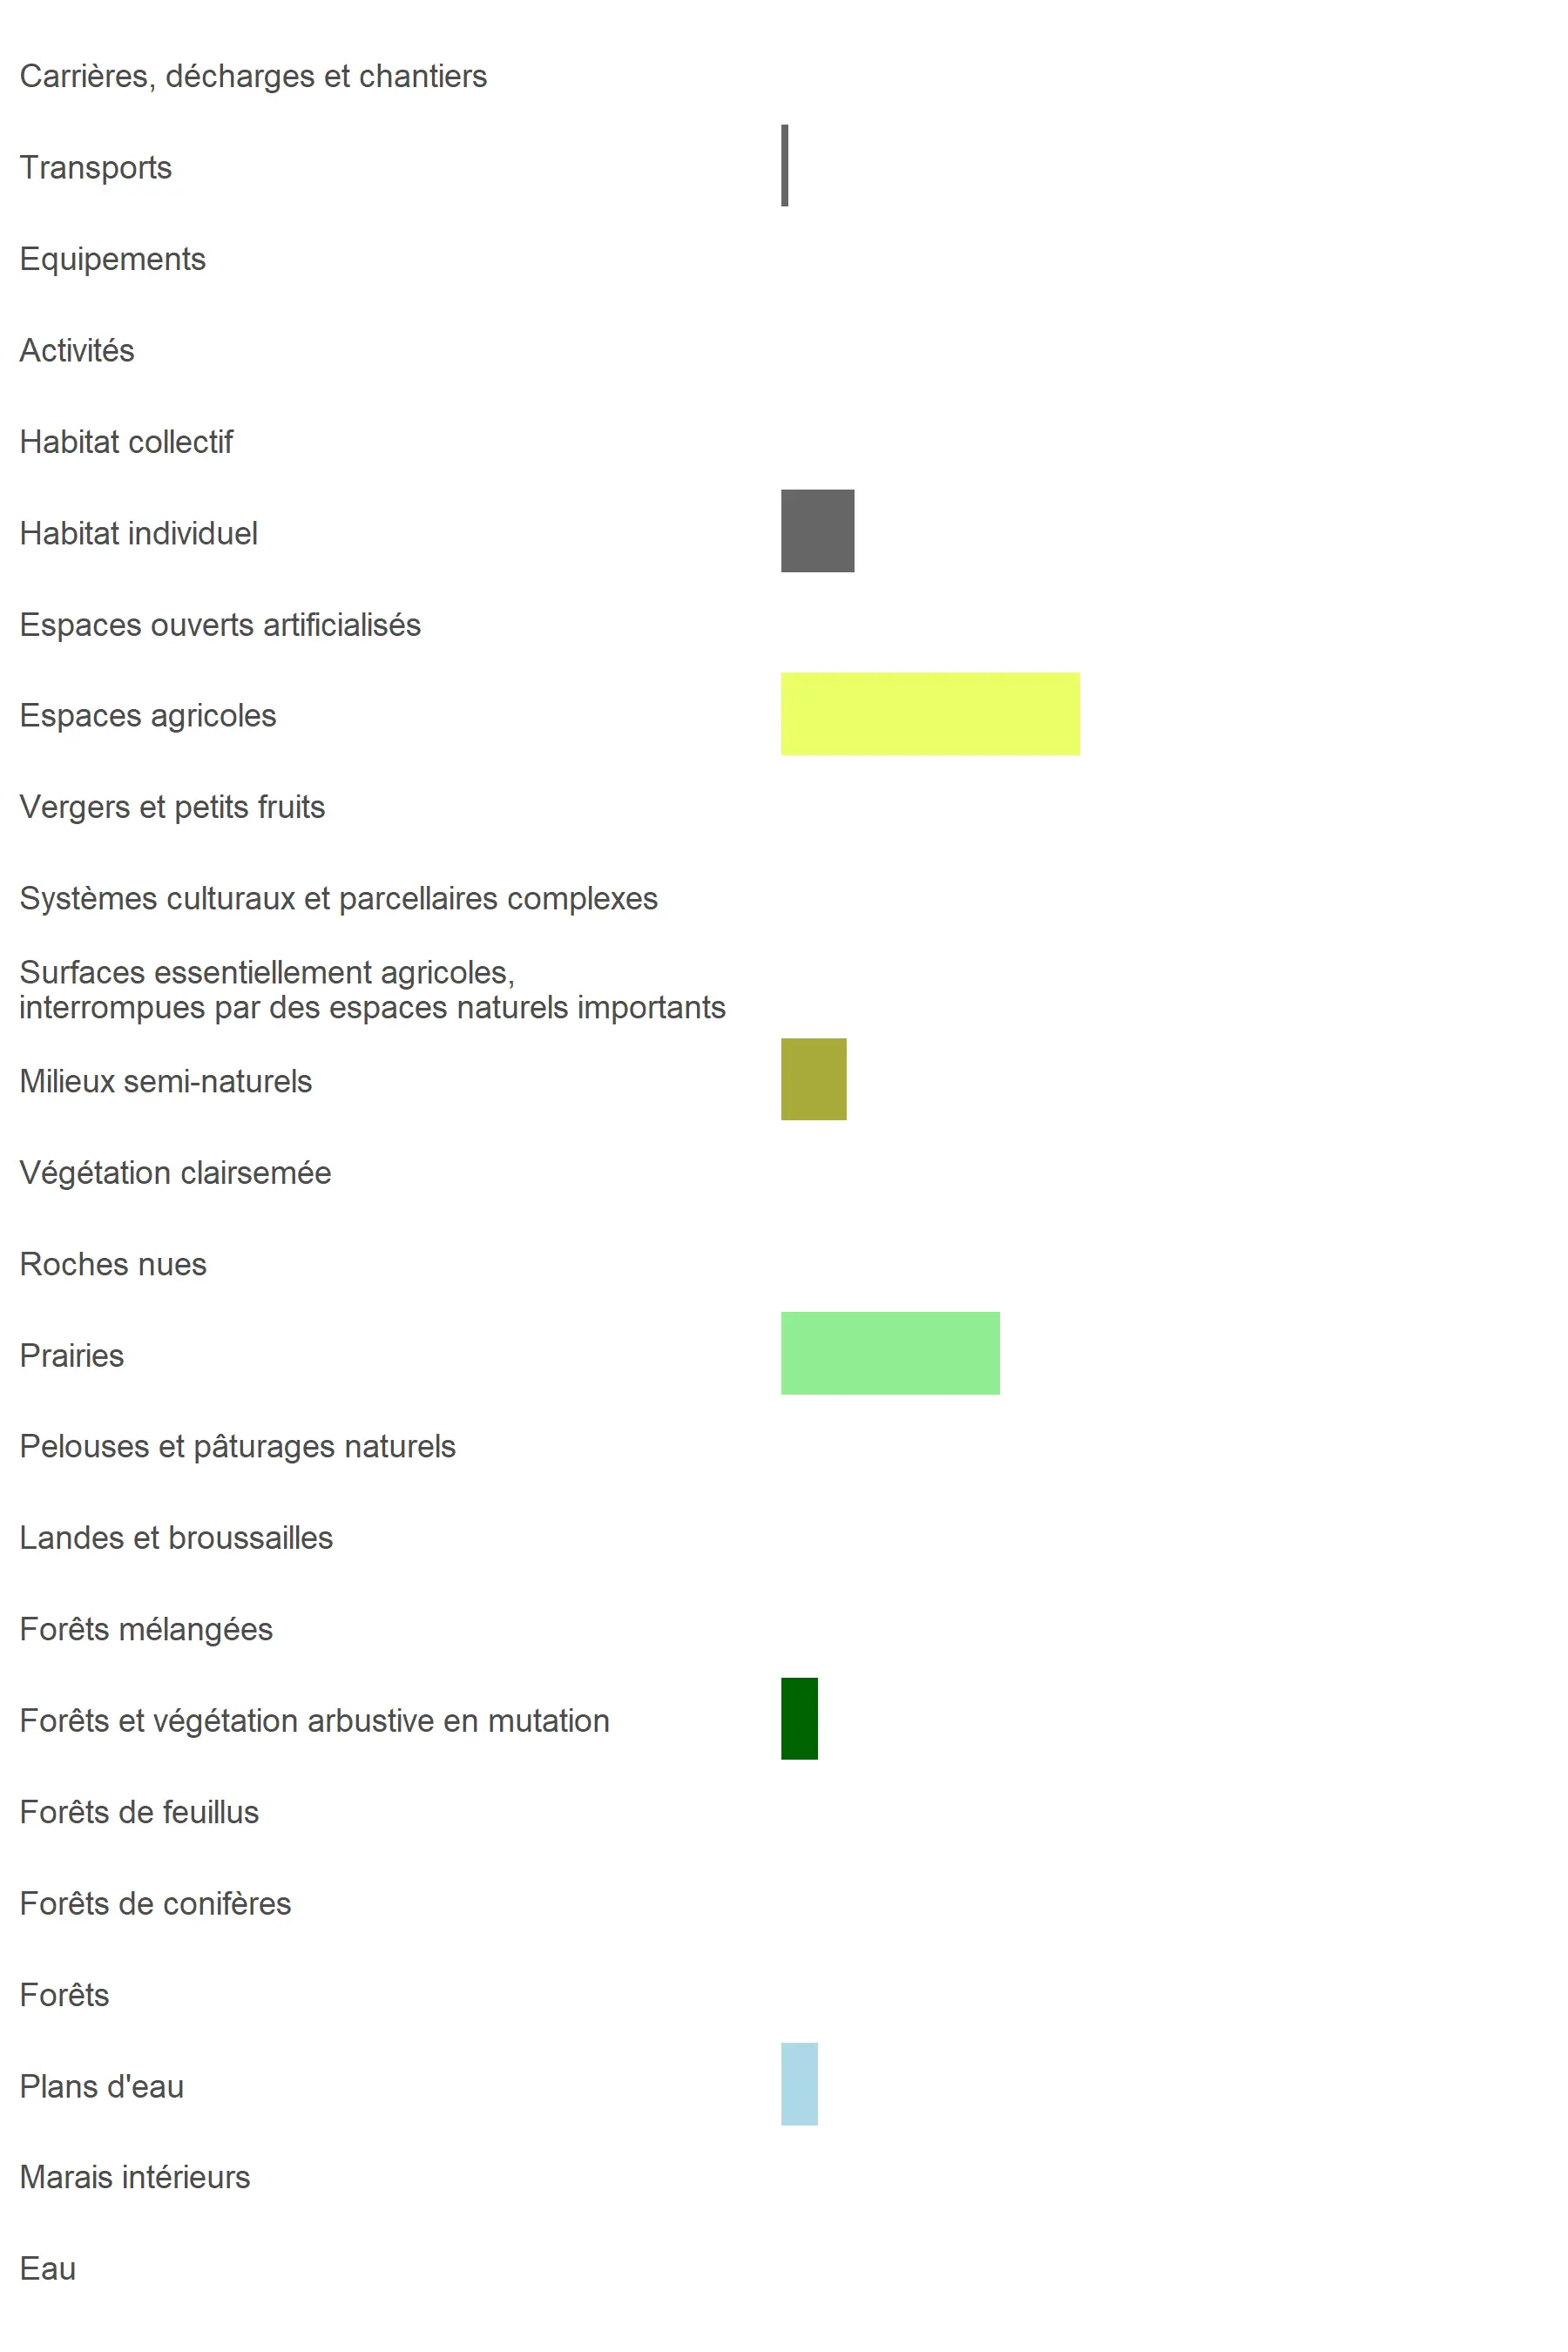 Carrières, décharges et chantiers
Transports
Equipements
Activités
Habitat collectif
Habitat individuel
Espaces ouverts artificialisés
Espaces agricoles
Vergers et petits fruits
Systèmes culturaux et parcellaires complexes
Surfaces essentiellement agricoles,
interrompues par des espaces naturels importants
Milieux semi-naturels
Végétation clairsemée
Roches nues
Prairies
Pelouses et pâturages naturels
Landes et broussailles
Forêts mélangées
Forêts et végétation arbustive en mutation
Forêts de feuillus
Forêts de conifères
Forêts
Plans d'eau
Marais intérieurs
Eau